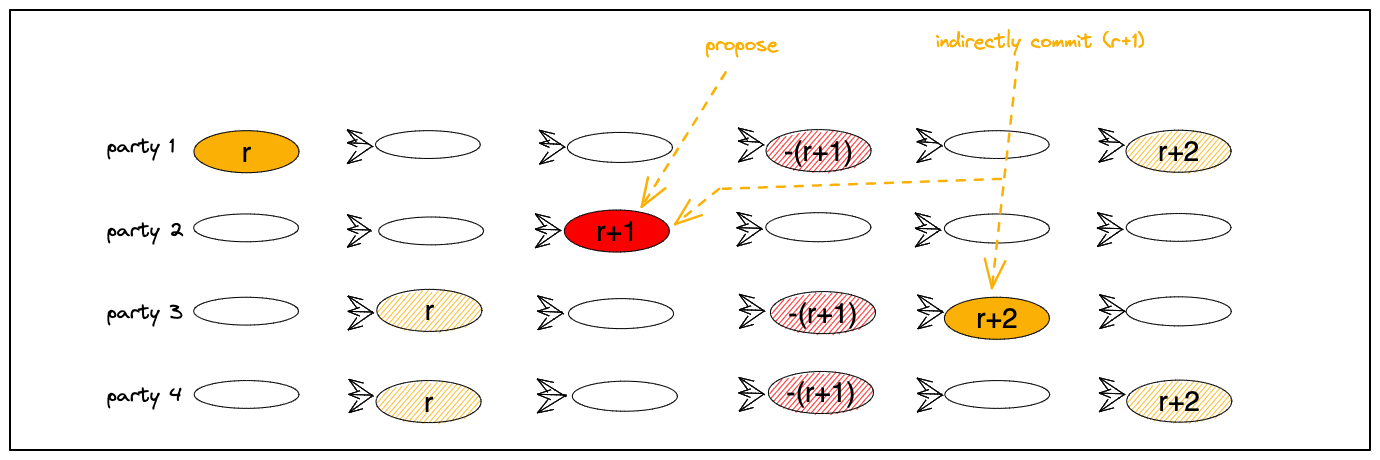 propose
indirectly commit (r+1)
party 1
r
-(r+1)
r+2
party 2
r+1
party 3
r
-(r+1)
r+2
party 4
r
-(r+1)
r+2